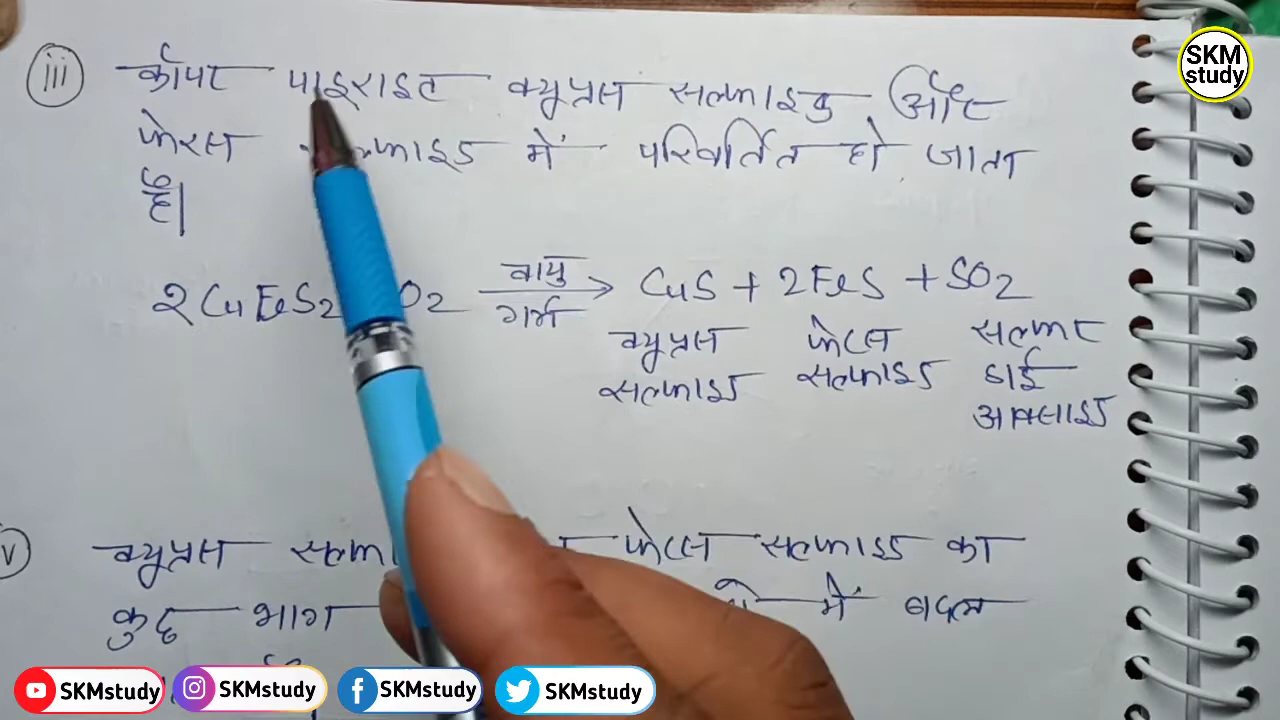 iii कॉपर पाइराइट क्यूप्रस सल्फाइड और
फेरस सल्फाइड में परिवर्तित हो जाता
है।
2CuFeS2 O2 वायु गर्म CuS + 2FeS + SO2
क्यूप्रस फेरस सल्फर
सल्फाइड सल्फाइड डाई
आक्साइड
v क्यूप्रस फेरस सल्फाइड का
कुछ भाग में बदल
SKM
study
SKMstudy SKMstudy SKMstudy SKMstudy